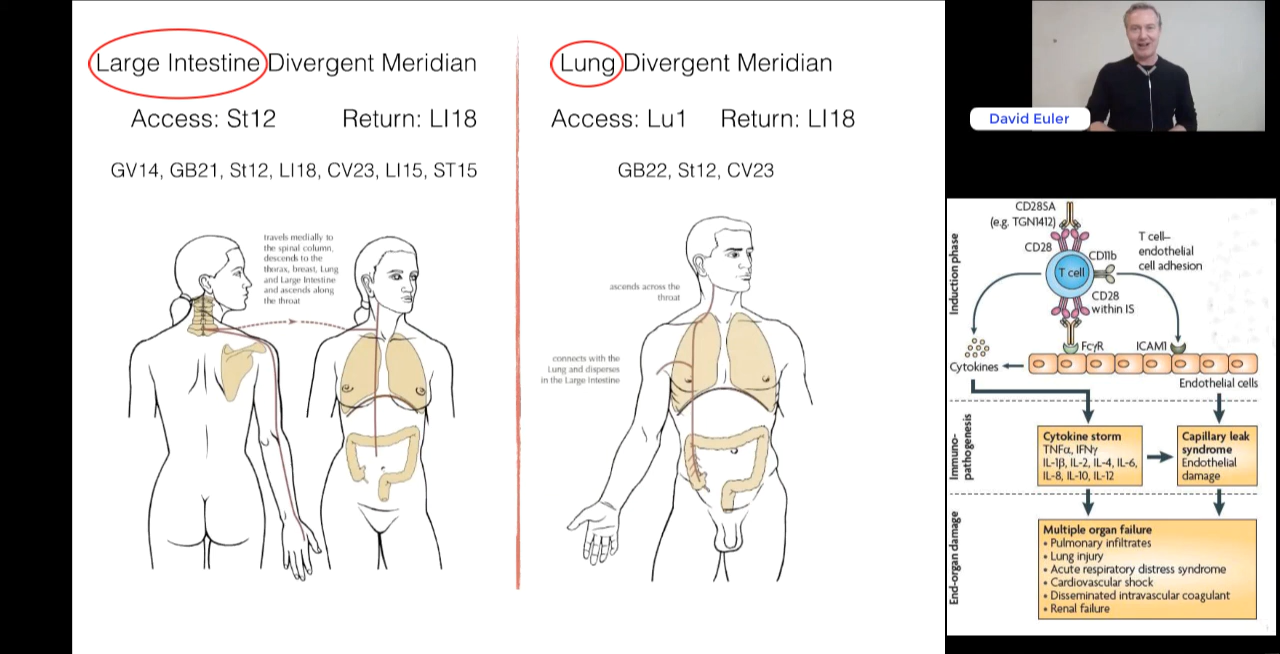 Large Intestine Divergent Meridian
Access: St12 Return: LI18
GV14, GB21, St12, LI18, CV23, LI15, ST15
travels medially to
the spinal column,
descends to the
thorax, breast, Lung
and Large Intestine
and ascends along
the throat
Lung Divergent Meridian
Access: Lu1 Return: LI18
GB22, St12, CV23
ascends across the
throat
connects with the
Lung and disperses
in the Large Intestine
David Euler
Induction phase
CD28SA
(e.g. TGN1412)
CD28
T cell
CD11b
T cell–
endothelial
cell adhesion
CD28
within IS
FcγR
ICAM1
Cytokines
Endothelial cells
Immuno-
pathogenesis
Cytokine storm
TNFα, IFNγ
IL-1β, IL-2, IL-4, IL-6,
IL-8, IL-10, IL-12
Capillary leak
syndrome
Endothelial
damage
End-organ damage
Multiple organ failure
• Pulmonary infiltrates
• Lung injury
• Acute respiratory distress syndrome
• Cardiovascular shock
• Disseminated intravascular coagulant
• Renal failure